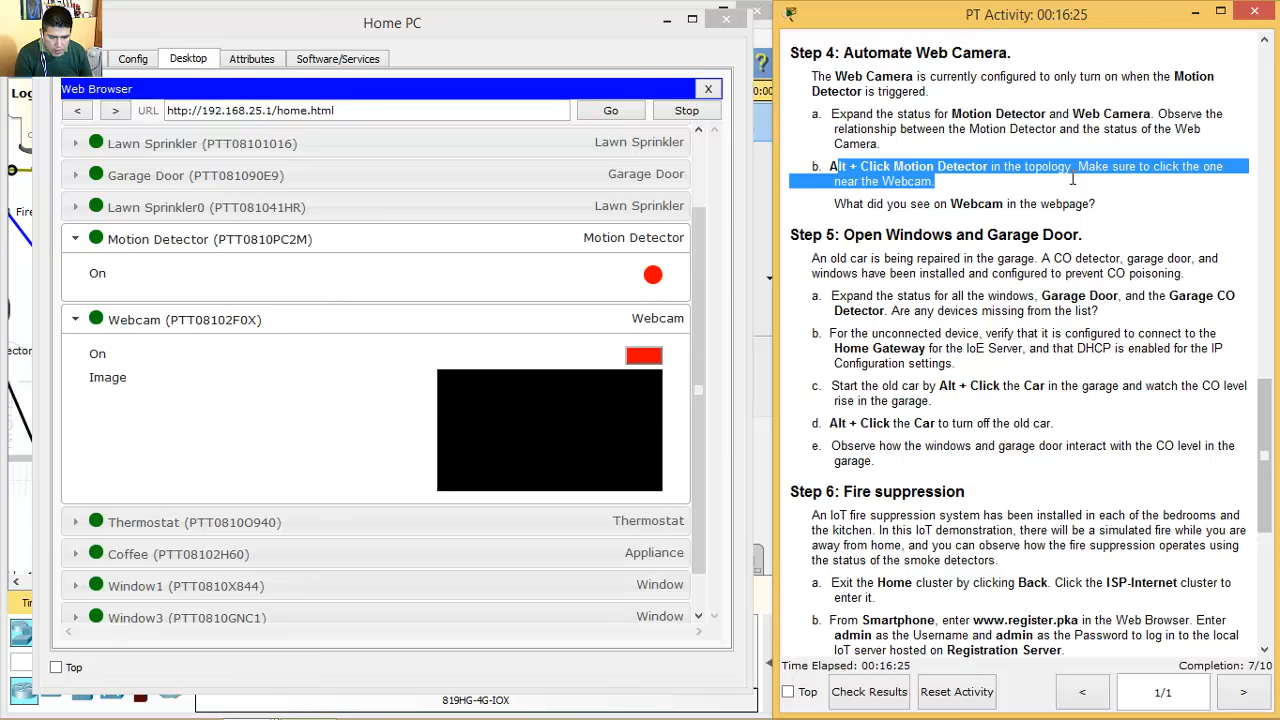 Home PC
Config
Desktop
Attributes
Software/Services
Web Browser
X
<
>
URL
http://192.168.25.1/home.html
Go
Stop
Lawn Sprinkler (PTT08101016)
Lawn Sprinkler
Garage Door (PTT081090E9)
Garage Door
Lawn Sprinkler0 (PTT081041HR)
Lawn Sprinkler
Motion Detector (PTT0810PC2M)
Motion Detector
On
Webcam (PTT08102F0X)
Webcam
On
Image
Thermostat (PTT0810O940)
Thermostat
Coffee (PTT08102H60)
Appliance
Window1 (PTT0810X844)
Window
Window3 (PTT0810GNC1)
Window
Top
819HG-4G-IOX
PT Activity: 00:16:25
Step 4: Automate Web Camera.
The Web Camera is currently configured to only turn on when the Motion
Detector is triggered.
a. Expand the status for Motion Detector and Web Camera. Observe the
relationship between the Motion Detector and the status of the Web
Camera.
b. Alt + Click Motion Detector in the topology. Make sure to click the one
near the Webcam.
What did you see on Webcam in the webpage?
Step 5: Open Windows and Garage Door.
An old car is being repaired in the garage. A CO detector, garage door, and
windows have been installed and configured to prevent CO poisoning.
a. Expand the status for all the windows, Garage Door, and the Garage CO
Detector. Are any devices missing from the list?
b. For the unconnected device, verify that it is configured to connect to the
Home Gateway for the IoE Server, and that DHCP is enabled for the IP
Configuration settings.
c. Start the old car by Alt + Click the Car in the garage and watch the CO level
rise in the garage.
d. Alt + Click the Car to turn off the old car.
e. Observe how the windows and garage door interact with the CO level in the
garage.
Step 6: Fire suppression
An IoT fire suppression system has been installed in each of the bedrooms and
the kitchen. In this IoT demonstration, there will be a simulated fire while you are
away from home, and you can observe how the fire suppression operates using
the status of the smoke detectors.
a. Exit the Home cluster by clicking Back. Click the ISP-Internet cluster to
enter it.
b. From Smartphone, enter www.register.pka in the Web Browser. Enter
admin as the Username and admin as the Password to log in to the local
IoT server hosted on Registration Server.
Time Elapsed: 00:16:25
Completion: 7/10
Top
Check Results
Reset Activity
<
1/1
>